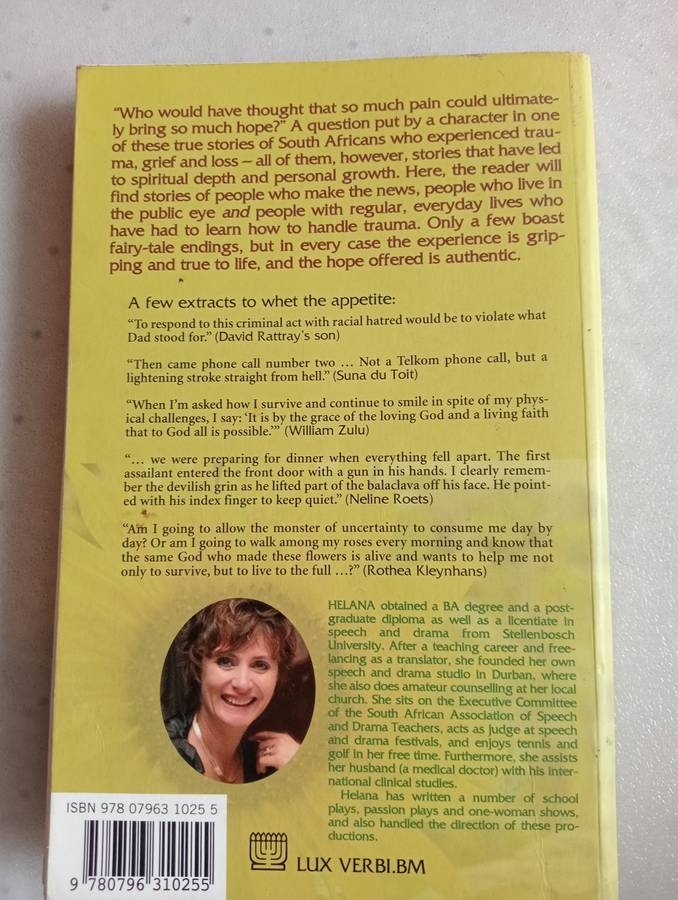 "Who would have thought that so much pain could ultimate-
ly bring so much hope?" A question put by a character in one
of these true stories of South Africans who experienced trau-
ma, grief and loss – all of them, however, stories that have led
to spiritual depth and personal growth. Here, the reader will
find stories of people who make the news, people who live in
the public eye and people with regular, everyday lives who
have had to learn how to handle trauma. Only a few boast
fairy-tale endings, but in every case the experience is grip-
ping and true to life, and the hope offered is authentic.
A few extracts to whet the appetite:
"To respond to this criminal act with racial hatred would be to violate what
Dad stood for." (David Rattray's son)
"Then came phone call number two … Not a Telkom phone call, but a
lightening stroke straight from hell." (Suna du Toit)
"When I'm asked how I survive and continue to smile in spite of my phys-
ical challenges, I say: 'It is by the grace of the loving God and a living faith
that to God all is possible.'" (William Zulu)
"… we were preparing for dinner when everything fell apart. The first
assailant entered the front door with a gun in his hands. I clearly remem-
ber the devilish grin as he lifted part of the balaclava off his face. He point-
ed with his index finger to keep quiet." (Neline Roets)
"Am I going to allow the monster of uncertainty to consume me day by
day? Or am I going to walk among my roses every morning and know that
the same God who made these flowers is alive and wants to help me not
only to survive, but to live to the full …?" (Rothea Kleynhans)
HELANA obtained a BA degree and a post-
graduate diploma as well as a licentiate in
speech and drama from Stellenbosch
University. After a teaching career and free-
lancing as a translator, she founded her own
speech and drama studio in Durban, where
she also does amateur counselling at her local
church. She sits on the Executive Committee
of the South African Association of Speech
and Drama Teachers, acts as judge at speech
and drama festivals, and enjoys tennis and
golf in her free time. Furthermore, she assists
her husband (a medical doctor) with his inter-
national clinical studies.
Helana has written a number of school
plays, passion plays and one-woman shows,
and also handled the direction of these pro-
ductions.
ISBN 978 07963 1025 5
9 780796 310255
LUX VERBI.BM